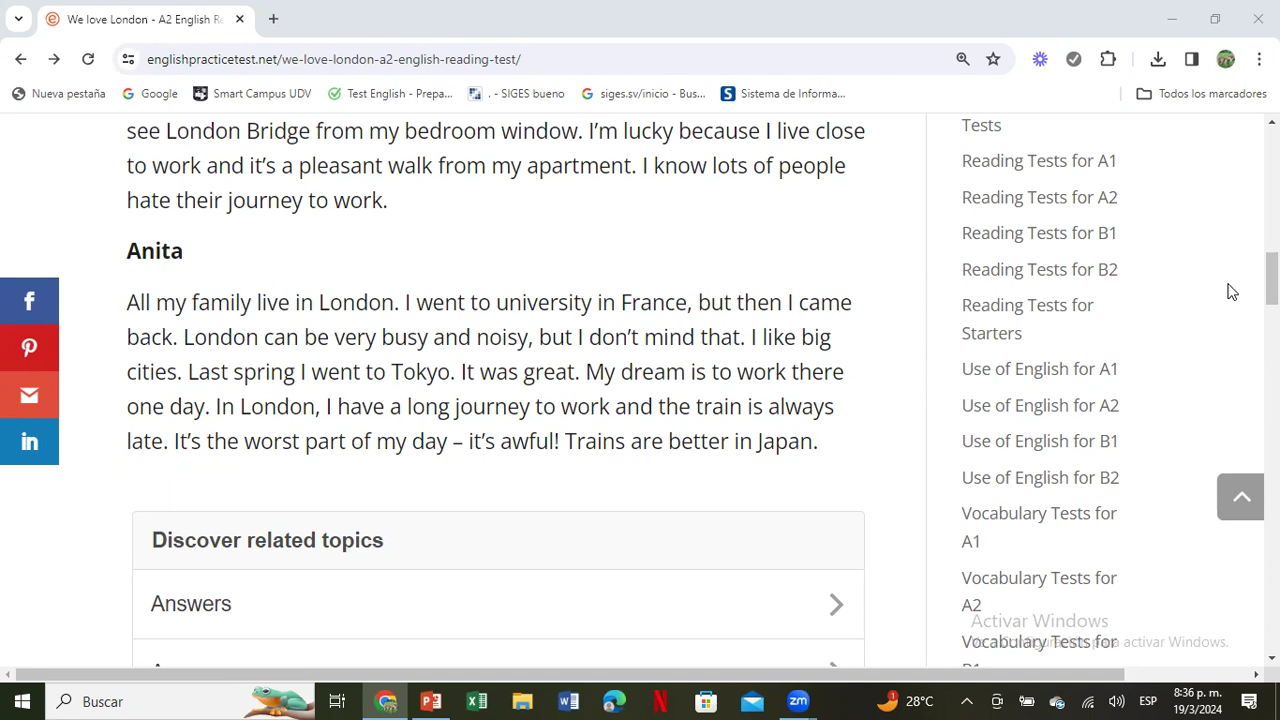 We love London - A2 English Re
englishpracticetest.net/we-love-london-a2-english-reading-test/
Nueva pestaña
Google
Smart Campus UDV
Test English - Prepa...
. - SIGES bueno
siges.sv/inicio - Bus...
Sistema de Informa...
Todos los marcadores
see London Bridge from my bedroom window. I'm lucky because I live close
to work and it's a pleasant walk from my apartment. I know lots of people
hate their journey to work.
Anita
All my family live in London. I went to university in France, but then I came
back. London can be very busy and noisy, but I don't mind that. I like big
cities. Last spring I went to Tokyo. It was great. My dream is to work there
one day. In London, I have a long journey to work and the train is always
late. It's the worst part of my day – it's awful! Trains are better in Japan.
Discover related topics
Answers
Tests
Reading Tests for A1
Reading Tests for A2
Reading Tests for B1
Reading Tests for B2
Reading Tests for
Starters
Use of English for A1
Use of English for A2
Use of English for B1
Use of English for B2
Vocabulary Tests for
A1
Vocabulary Tests for
A2
Activar Windows
Vocabulary Tests for
para activar Windows.
B1
Buscar
1
28°C
ESP
8:36 p. m.
19/3/2024